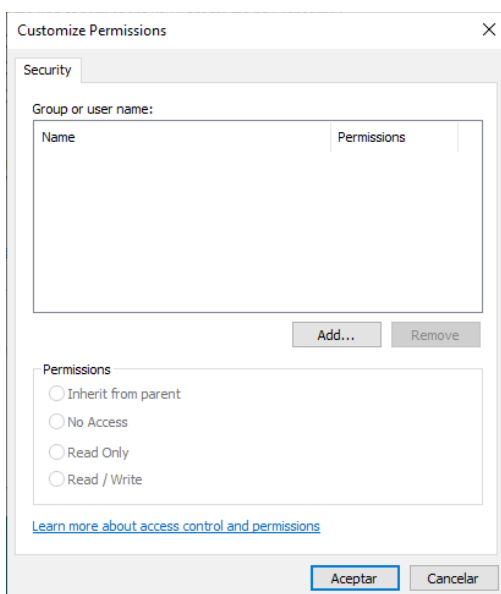 Customize Permissions
Security
Group or user name:
Name Permissions
Add... Remove
Permissions
Inherit from parent
No Access
Read Only
Read / Write
Learn more about access control and permissions
Aceptar Cancelar